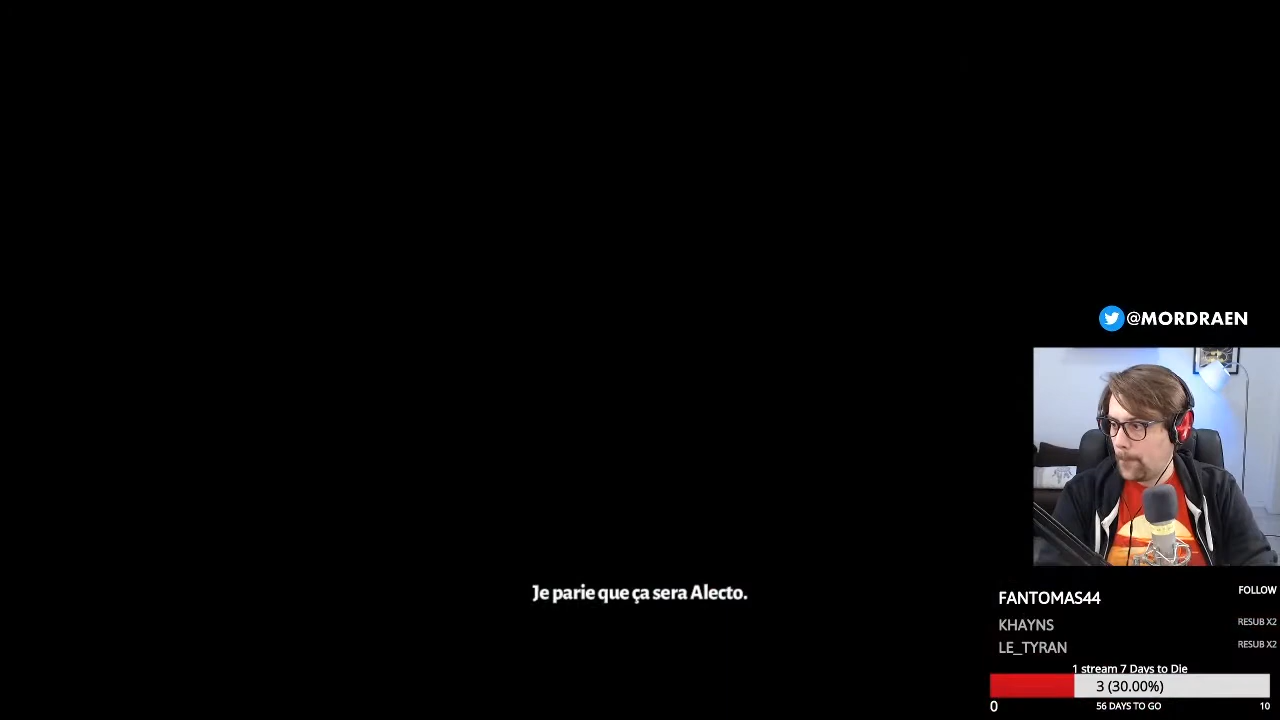 @MORDRAEN
Je parie que ça sera Alecto.
FANTOMAS44 FOLLOW
KHAYNS RESUB X2
LE_TYRAN RESUB X2
1 stream 7 Days to Die
3 (30.00%)
0 56 DAYS TO GO 10